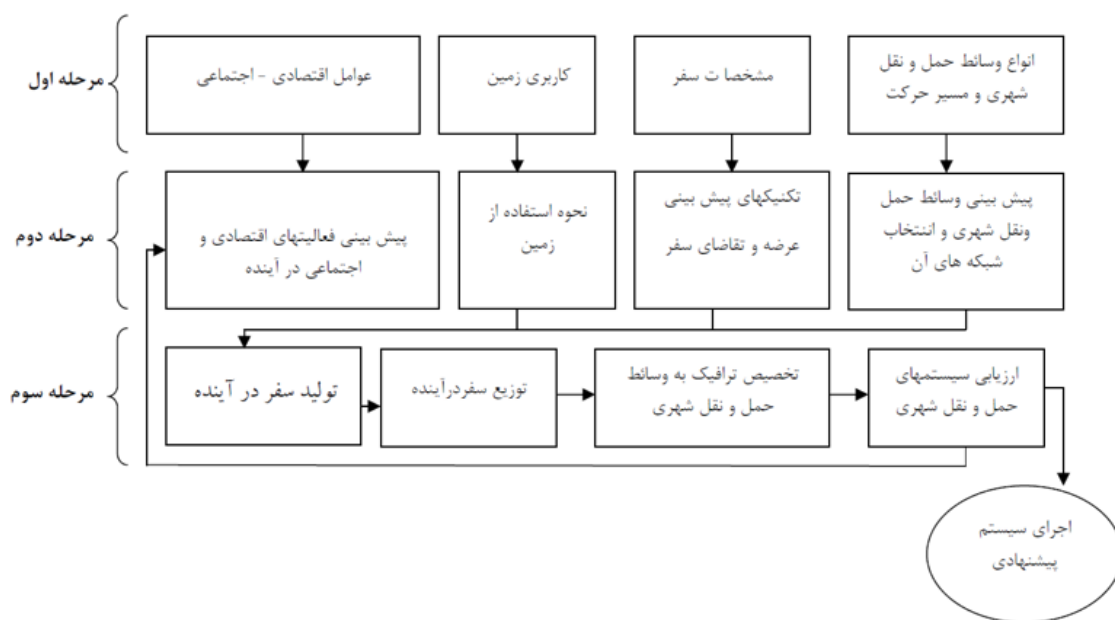 مرحله اول
عوامل اقتصادی - اجتماعی
کاربری زمین
مشخصا ت سفر
انواع وسائط حمل و نقل
شهری و مسیر حرکت
مرحله دوم
پیش بینی فعالیتهای اقتصادی و
اجتماعی در آینده
نحوه استفاده از
زمین
تکنیکهای پیش بینی
عرضه و تقاضای سفر
پیش بینی وسائط حمل
ونقل شهری و اننتخاب
شبکه های آن
مرحله سوم
تولید سفر در آینده
توزیع سفردرآینده
تخصیص ترافیک به وسائط
حمل و نقل شهری
ارزیابی سیستمهای
حمل و نقل شهری
اجرای سیستم
پیشنهادی